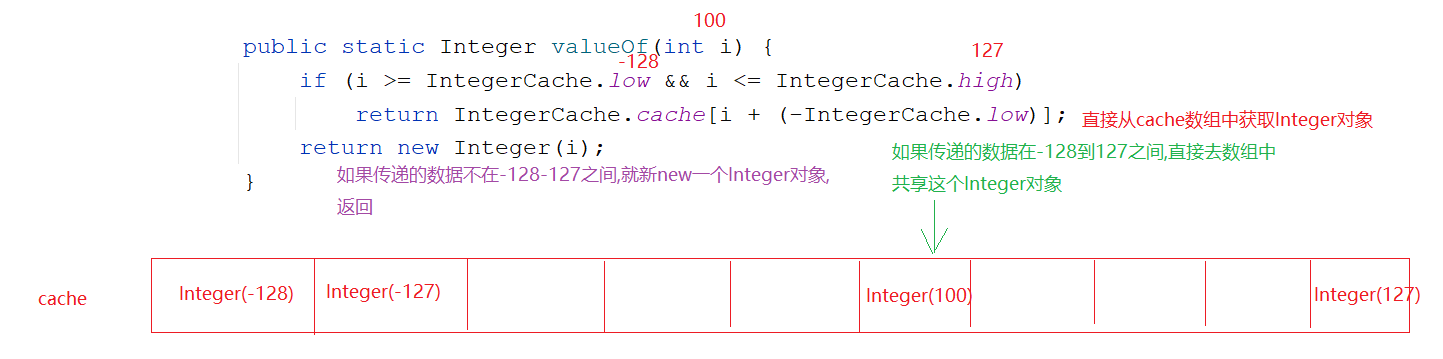 100
public static Integer valueOf(int i) {
-128
127
if (i >= IntegerCache.low && i <= IntegerCache.high)
return IntegerCache.cache[i + (-IntegerCache.low)];
直接从cache数组中获取Integer对象
return new Integer(i);
如果传递的数据在-128到127之间,直接去数组中
共享这个Integer对象
}
如果传递的数据不在-128-127之间,就新new一个Integer对象,
返回
cache
Integer(-128)
Integer(-127)
Integer(100)
Integer(127)